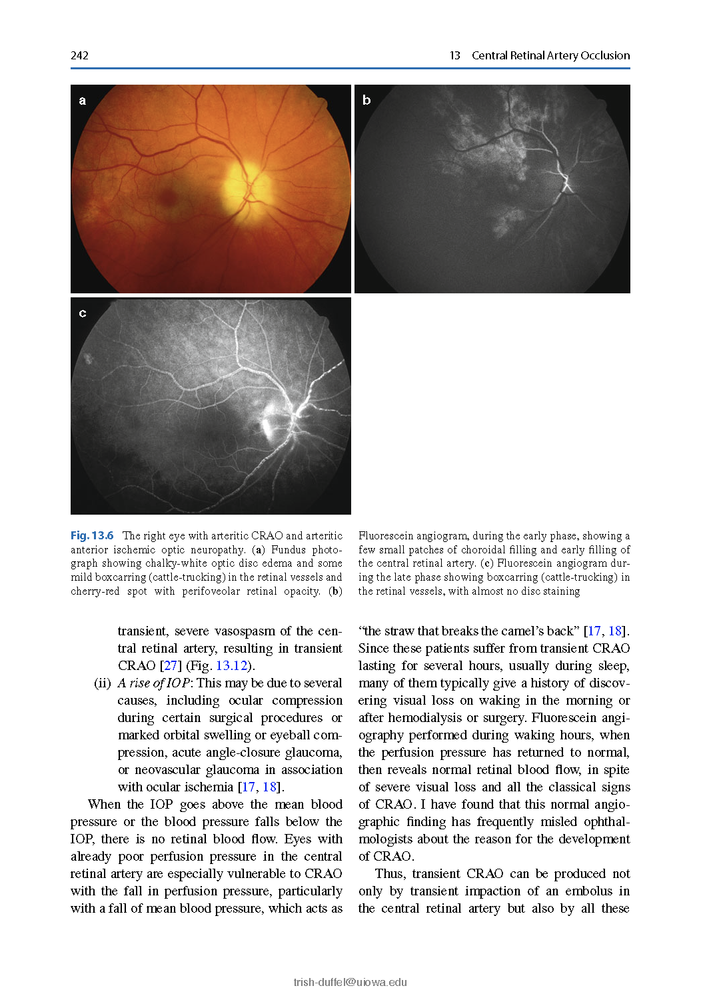 242
13 Central Retinal Artery Occlusion
a
b
c
Fig. 13.6 The right eye with arteritic CRAO and arteritic
anterior ischemic optic neuropathy. (a) Fundus photo-
graph showing chalky-white optic disc edema and some
mild boxcarring (cattle-trucking) in the retinal vessels and
cherry-red spot with perifoveolar retinal opacity. (b)
Fluorescein angiogram, during the early phase, showing a
few small patches of choroidal filling and early filling of
the central retinal artery. (c) Fluorescein angiogram dur-
ing the late phase showing boxcarring (cattle-trucking) in
the retinal vessels, with almost no disc staining
transient, severe vasospasm of the cen-
tral retinal artery, resulting in transient
CRAO [27] (Fig. 13.12).
(ii) A rise of IOP: This may be due to several
causes, including ocular compression
during certain surgical procedures or
marked orbital swelling or eyeball com-
pression, acute angle-closure glaucoma,
or neovascular glaucoma in association
with ocular ischemia [17, 18].
When the IOP goes above the mean blood
pressure or the blood pressure falls below the
IOP, there is no retinal blood flow. Eyes with
already poor perfusion pressure in the central
retinal artery are especially vulnerable to CRAO
with the fall in perfusion pressure, particularly
with a fall of mean blood pressure, which acts as
“the straw that breaks the camel’s back” [17, 18].
Since these patients suffer from transient CRAO
lasting for several hours, usually during sleep,
many of them typically give a history of discov-
ering visual loss on waking in the morning or
after hemodialysis or surgery. Fluorescein angi-
ography performed during waking hours, when
the perfusion pressure has returned to normal,
then reveals normal retinal blood flow, in spite
of severe visual loss and all the classical signs
of CRAO. I have found that this normal angio-
graphic finding has frequently misled ophthal-
mologists about the reason for the development
of CRAO.
Thus, transient CRAO can be produced not
only by transient impaction of an embolus in
the central retinal artery but also by all these
trish-duffel@uiowa.edu